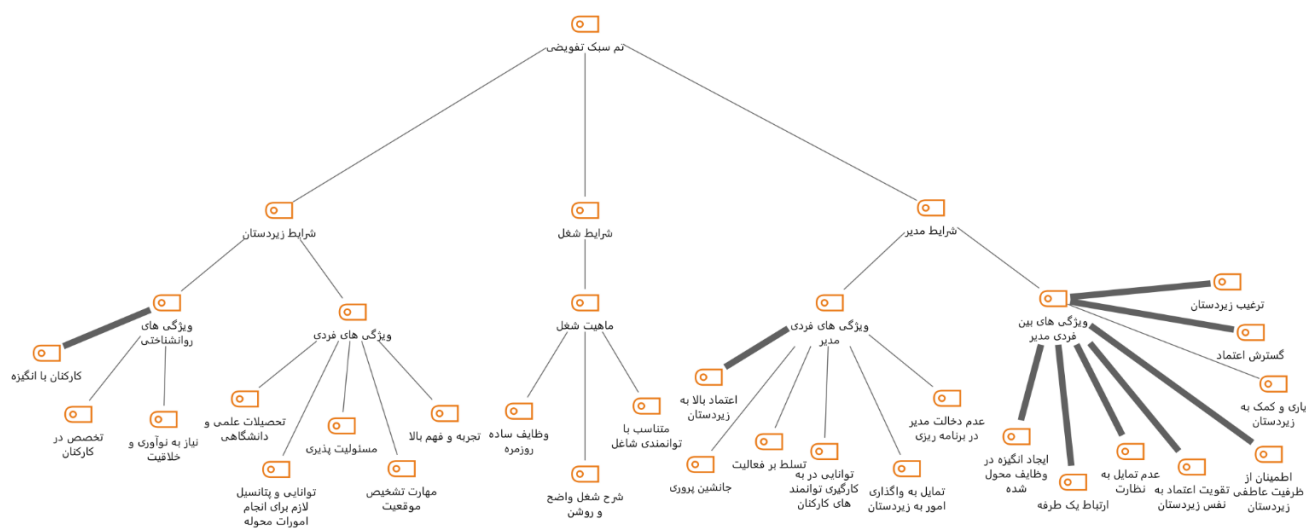 تم سبک تفویضی
شرایط مدیر
شرایط شغل
شرایط زیردستان
ویژگی های بین
فردی مدیر
ویژگی های فردی
مدیر
ماهیت شغل
ویژگی های فردی
ویژگی های
روانشناختی
ترغیب زیردستان
گسترش اعتماد
یاری و کمک به
زیردستان
اطمینان از
ظرفیت عاطفی
زیردستان
تقویت اعتماد به
نفس زیردستان
عدم تمایل به
نظارت
ارتباط یک طرفه
ایجاد انگیزه در
وظایف محول
شده
عدم دخالت مدیر
در برنامه ریزی
تمایل به واگذاری
امور به زیردستان
توانایی در به
کارگیری توانمند
های کارکنان
تسلط بر فعالیت
جانشین پروری
اعتماد بالا به
زیردستان
متناسب با
توانمندی شاغل
شرح شغل واضح
و روشن
وظایف ساده
روزمره
تجربه و فهم بالا
مهارت تشخیص
موقعیت
مسئولیت پذیری
توانایی و پتانسیل
لازم برای انجام
امورات محوله
تحصیلات علمی و
دانشگاهی
نیاز به نوآوری و
خلاقیت
تخصص در
کارکنان
کارکنان با انگیزه